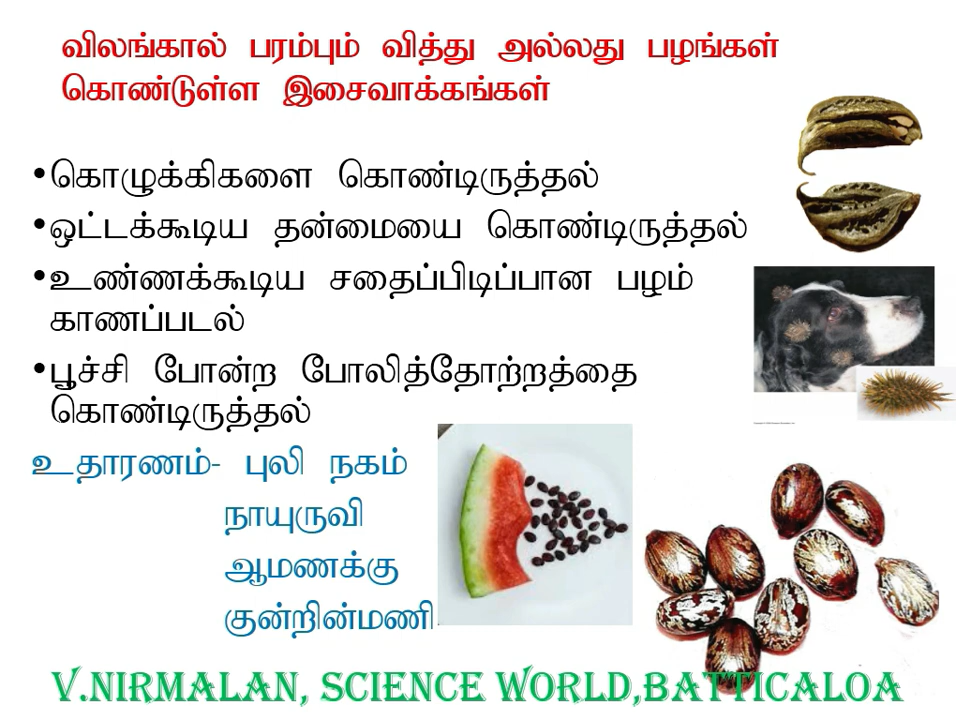 விலங்கால் பரம்பும் வித்து அல்லது பழங்கள்
கொண்டுள்ள இசைவாக்கங்கள்
•கொழுக்கிகளை கொண்டிருத்தல்
•ஒட்டக்கூடிய தன்மையை கொண்டிருத்தல்
•உண்ணக்கூடிய சதைப்பிடிப்பான பழம்
காணப்படல்
•பூச்சி போன்ற போலித்தோற்றத்தை
கொண்டிருத்தல்
உதாரணம்- புலி நகம்
நாயுருவி
ஆமணக்கு
குன்றின்மணி
V.NIRMALAN, SCIENCE WORLD,BATTICALOA